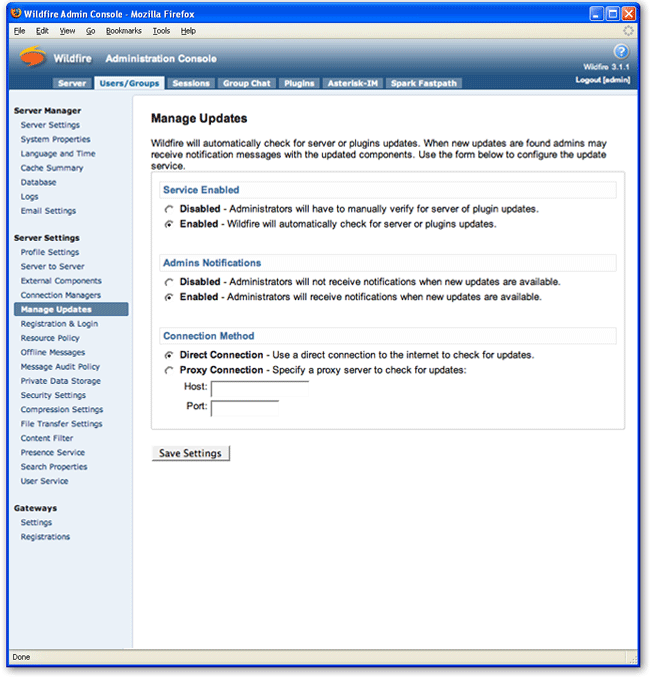 Wildfire Admin Console - Mozilla Firefox
File Edit View Go Bookmarks Tools Help
Wildfire Administration Console
?
Wildfire 3.1.1
Logout [admin]
Server Users/Groups Sessions Group Chat Plugins Asterisk-IM Spark Fastpath
Server Manager
Server Settings
System Properties
Language and Time
Cache Summary
Database
Logs
Email Settings
Server Settings
Profile Settings
Server to Server
External Components
Connection Managers
Manage Updates
Registration & Login
Resource Policy
Offline Messages
Message Audit Policy
Private Data Storage
Security Settings
Compression Settings
File Transfer Settings
Content Filter
Presence Service
Search Properties
User Service
Gateways
Settings
Registrations
Manage Updates
Wildfire will automatically check for server or plugins updates. When new updates are found admins may
receive notification messages with the updated components. Use the form below to configure the update
service.
Service Enabled
Disabled - Administrators will have to manually verify for server of plugin updates.
Enabled - Wildfire will automatically check for server or plugins updates.
Admins Notifications
Disabled - Administrators will not receive notifications when new updates are available.
Enabled - Administrators will receive notifications when new updates are available.
Connection Method
Direct Connection - Use a direct connection to the internet to check for updates.
Proxy Connection - Specify a proxy server to check for updates:
Host:
Port:
Save Settings
Done